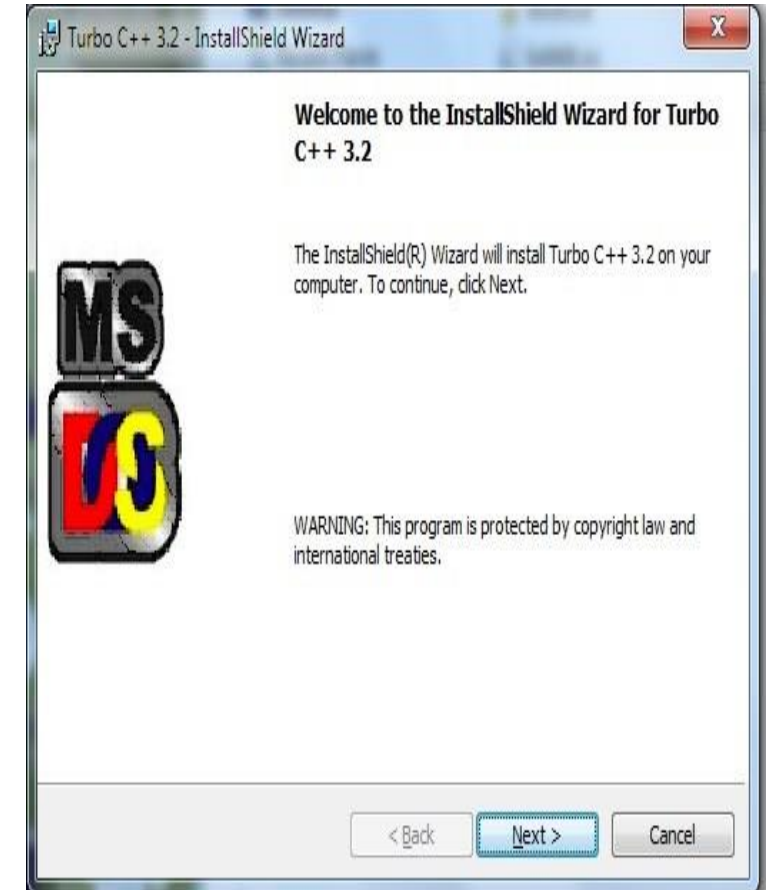 Turbo C++ 3.2 - InstallShield Wizard
X
Welcome to the InstallShield Wizard for Turbo
C++ 3.2
The InstallShield(R) Wizard will install Turbo C++ 3.2 on your
computer. To continue, click Next.
MS
DOS
WARNING: This program is protected by copyright law and
international treaties.
< Back
Next >
Cancel